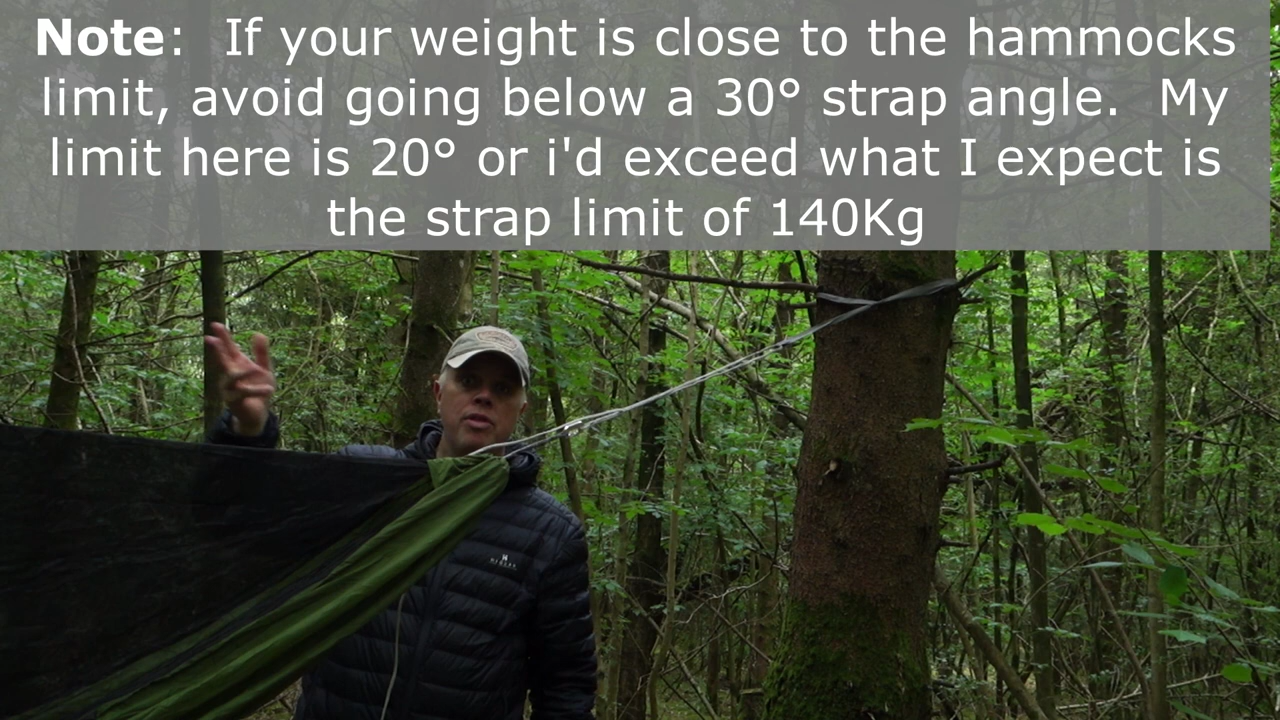 Note:  If your weight is close to the hammocks
limit, avoid going below a 30° strap angle.  My
limit here is 20° or i'd exceed what I expect is
the strap limit of 140Kg